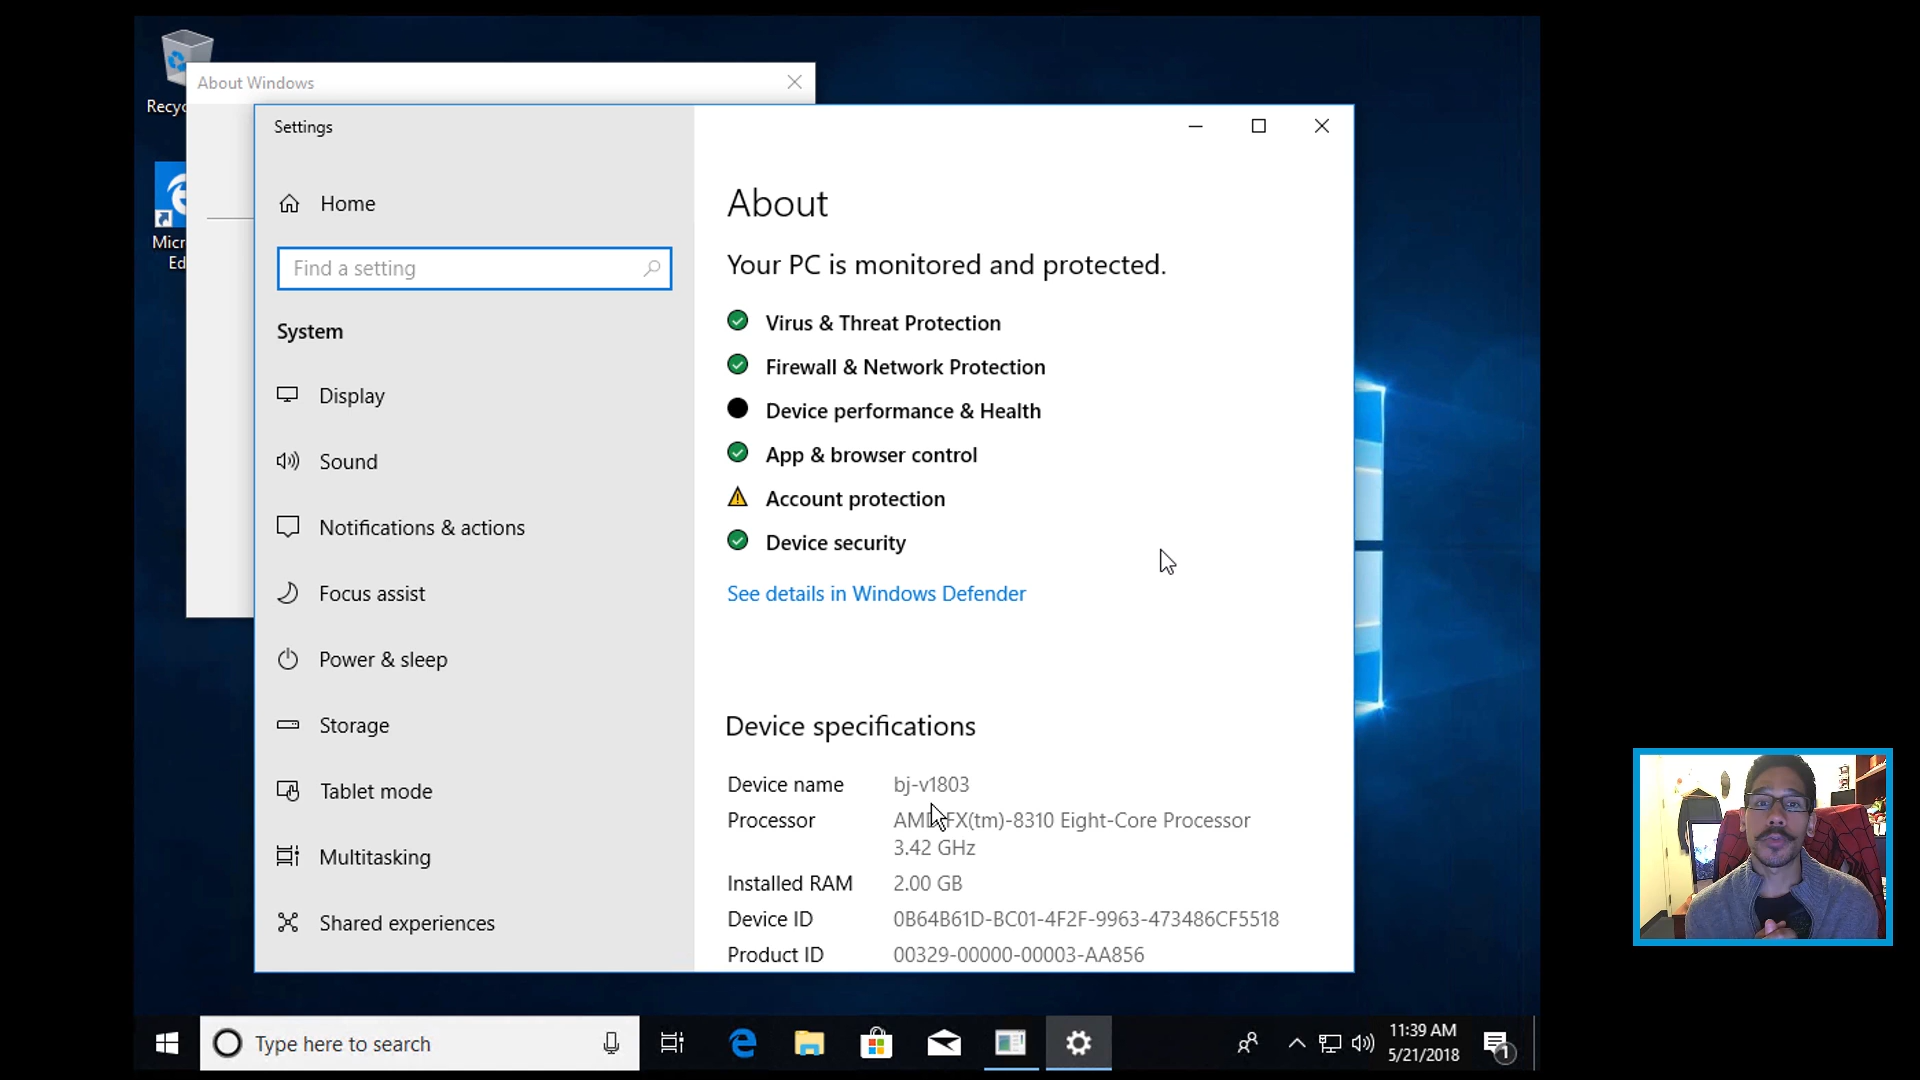 Recyc
About Windows
Micr
Ed
Settings
Home
Find a setting
System
Display
Sound
Notifications & actions
Focus assist
Power & sleep
Storage
Tablet mode
Multitasking
Shared experiences
About
Your PC is monitored and protected.
Virus & Threat Protection
Firewall & Network Protection
Device performance & Health
App & browser control
Account protection
Device security
See details in Windows Defender
Device specifications
Device name bj-v1803
Processor AMD FX(tm)-8310 Eight-Core Processor
3.42 GHz
Installed RAM 2.00 GB
Device ID 0B64B61D-BC01-4F2F-9963-473486CF5518
Product ID 00329-00000-00003-AA856
Type here to search
11:39 AM
5/21/2018
1